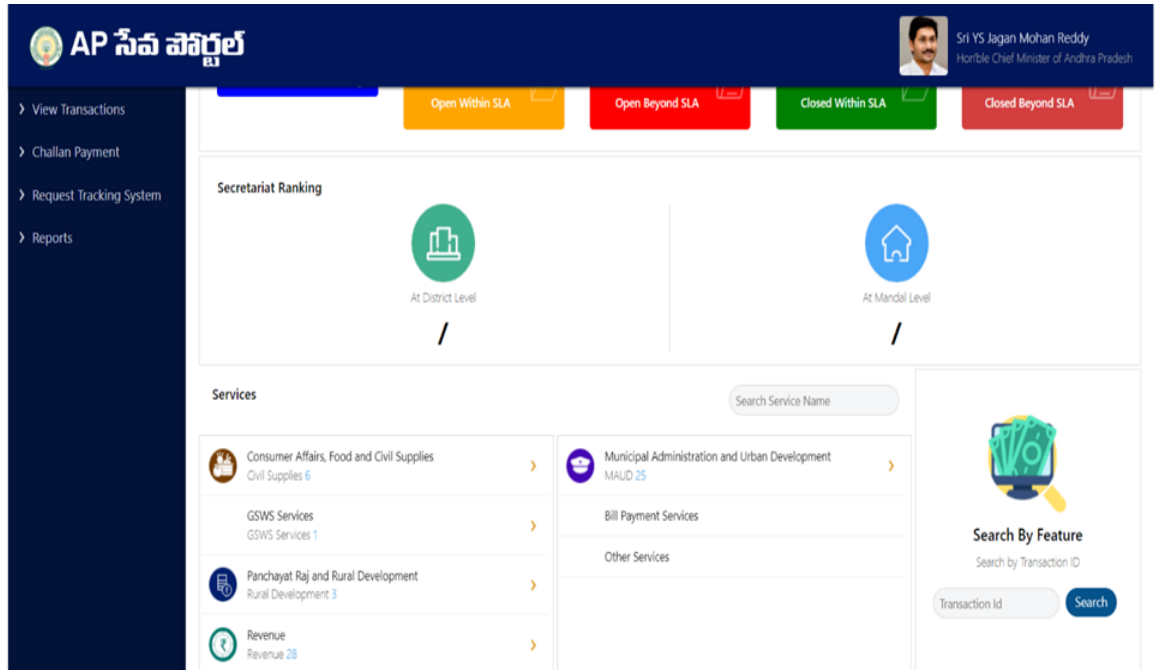 AP సేవ పోర్టల్
Sri YS Jagan Mohan Reddy
Hon'ble Chief Minister of Andhra Pradesh
View Transactions
Challan Payment
Request Tracking System
Reports
Open Within SLA
Open Beyond SLA
Closed Within SLA
Closed Beyond SLA
Secretariat Ranking
At District Level
/
At Mandal Level
/
Services
Search Service Name
Consumer Affairs, Food and Civil Supplies
Civil Supplies 6
GSWS Services
GSWS Services 1
Panchayat Raj and Rural Development
Rural Development 3
Revenue
Revenue 28
Municipal Administration and Urban Development
MAUD 25
Bill Payment Services
Other Services
Search By Feature
Search by Transaction ID
Transaction Id
Search